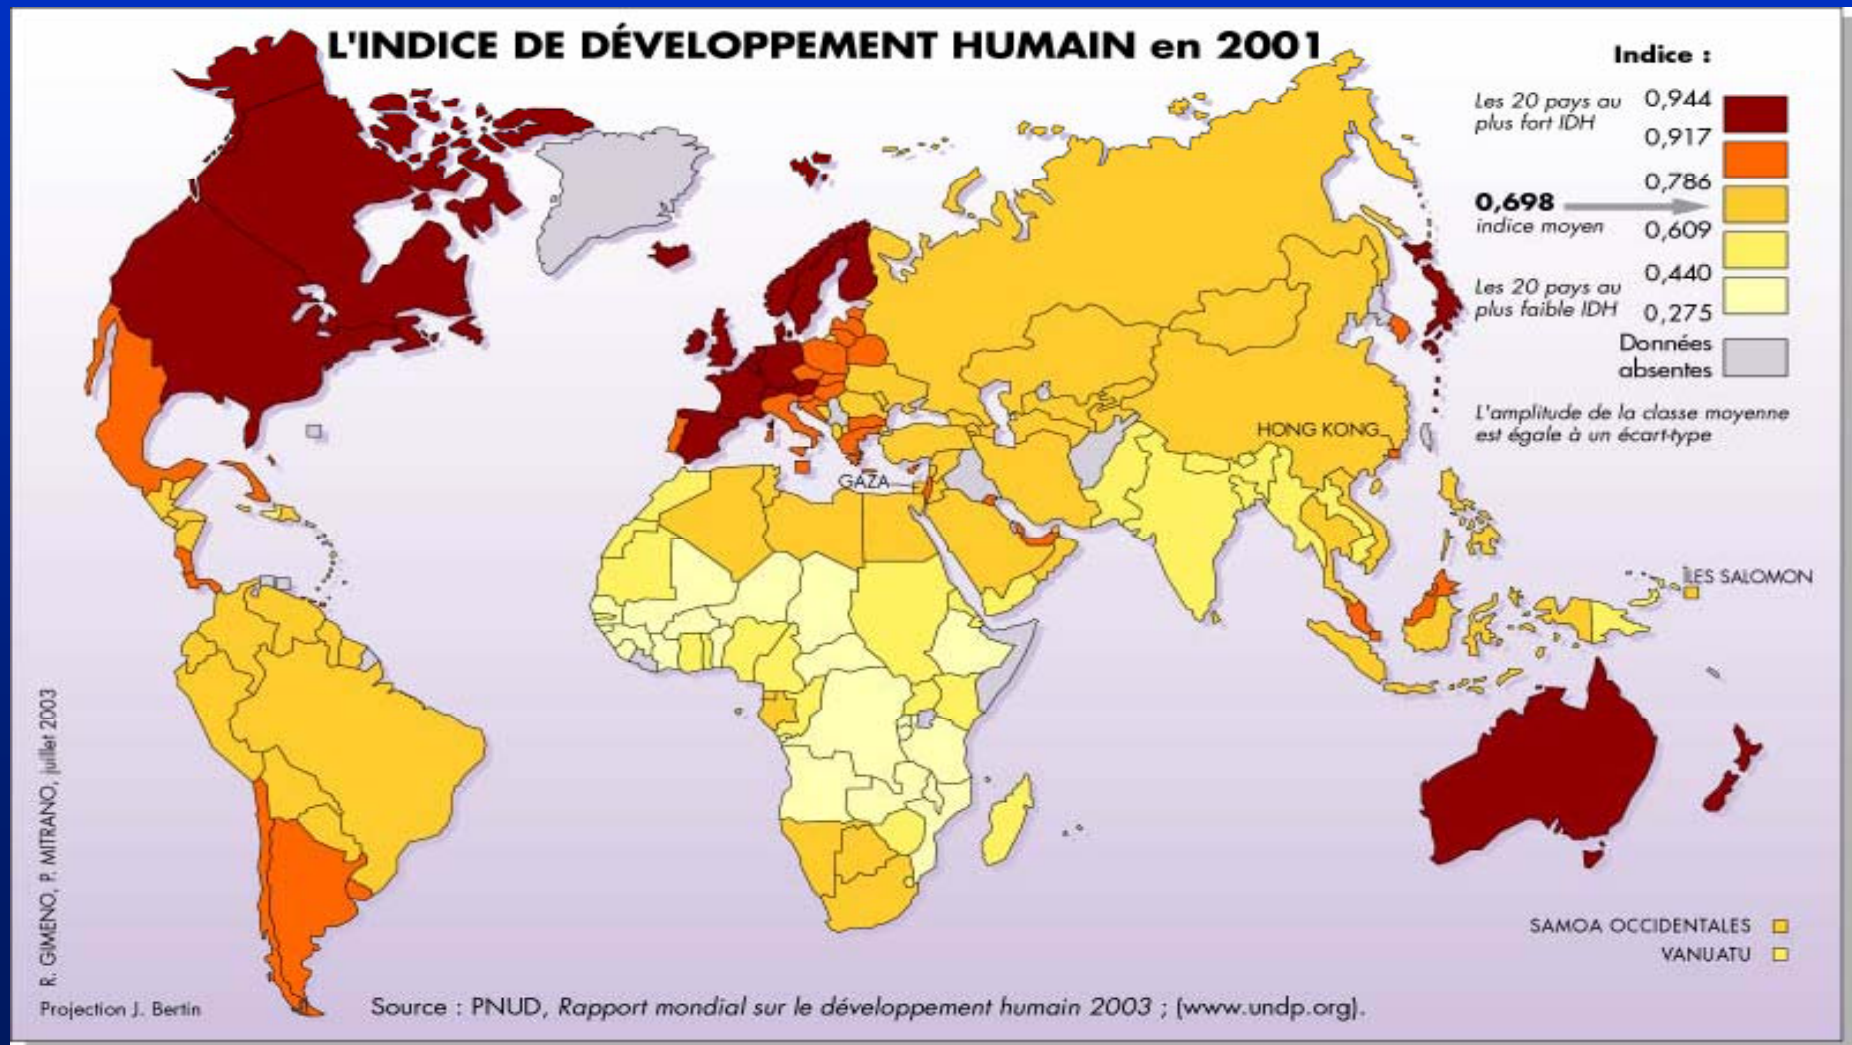 L'INDICE DE DÉVELOPPEMENT HUMAIN en 2001
Indice :
Les 20 pays au
plus fort IDH
0,944
0,917
0,786
0,698
indice moyen
0,609
0,440
Les 20 pays au
plus faible IDH
0,275
Données
absentes
L'amplitude de la classe moyenne
est égale à un écart-type
HONG KONG
GAZA
ÎLES SALOMON
SAMOA OCCIDENTALES
VANUATU
R. GIMENO, P. MITRANO, juillet 2003
Projection J. Bertin
Source : PNUD, Rapport mondial sur le développement humain 2003 ; (www.undp.org).